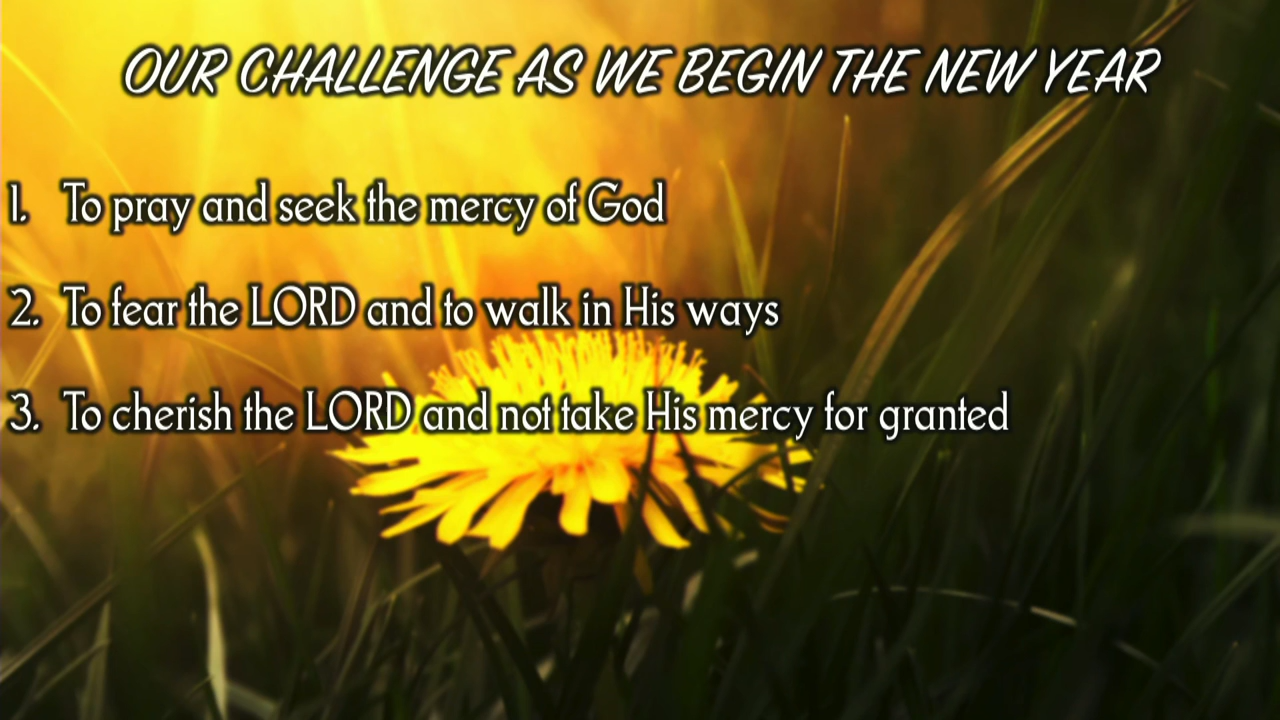 OUR CHALLENGE AS WE BEGIN THE NEW YEAR
1. To pray and seek the mercy of God
2. To fear the LORD and to walk in His ways
3. To cherish the LORD and not take His mercy for granted